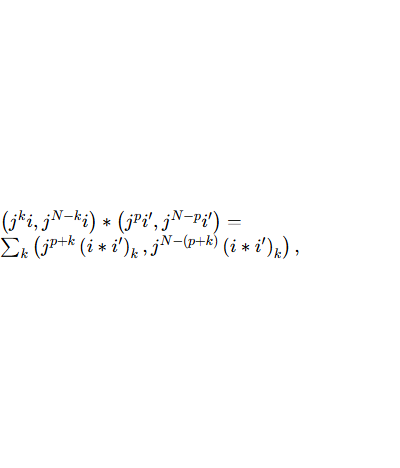 (j^k i, j^{N−k} i) ∗ (j^p i′, j^{N−p} i′) =
∑_k (j^{p+k} (i ∗ i′)_k , j^{N−(p+k)} (i ∗ i′)_k) ,